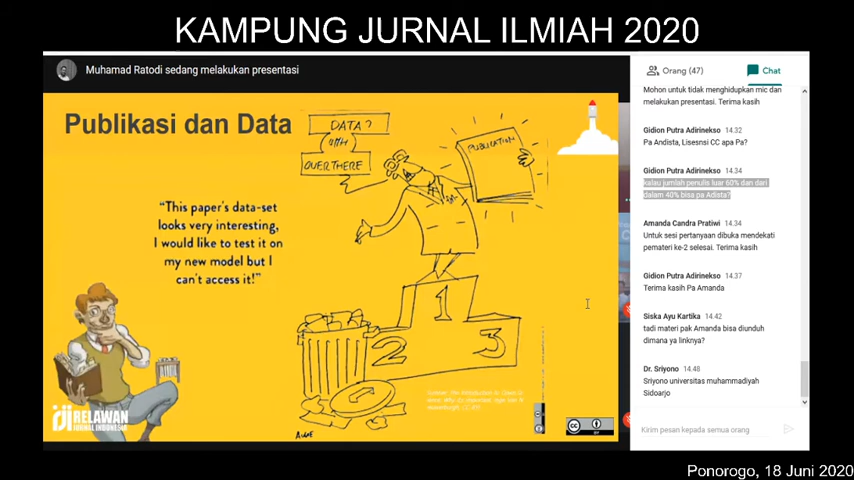 KAMPUNG JURNAL ILMIAH 2020
Muhamad Ratodi sedang melakukan presentasi
Publikasi dan Data
DATA?
UHH
OVER THERE
PUBLICATION
“This paper's data-set
looks very interesting,
I would like to test it on
my new model but I
can't access it!”
1
2
3
RELAWAN
JURNAL INDONESIA
cc
BY
Orang (47)
Chat
Mohon untuk tidak menghidupkan mic dan
melakukan presentasi. Terima kasih
Gidion Putra Adirinekso 14.32
Pa Andista, Lisesnsi CC apa Pa?
Gidion Putra Adirinekso 14.34
kalau jumlah penulis luar 60% dan dari
dalam 40% bisa pa Adista?
Amanda Candra Pratiwi 14.34
Untuk sesi pertanyaan dibuka mendekati
pemateri ke-2 selesai. Terima kasih
Gidion Putra Adirinekso 14.37
Terima kasih Pa Amanda
Siska Ayu Kartika 14.42
tadi materi pak Amanda bisa diunduh
dimana ya linknya?
Dr. Sriyono 14.48
Sriyono universitas muhammadiyah
Sidoarjo
Kirim pesan kepada semua orang
Ponorogo, 18 Juni 2020